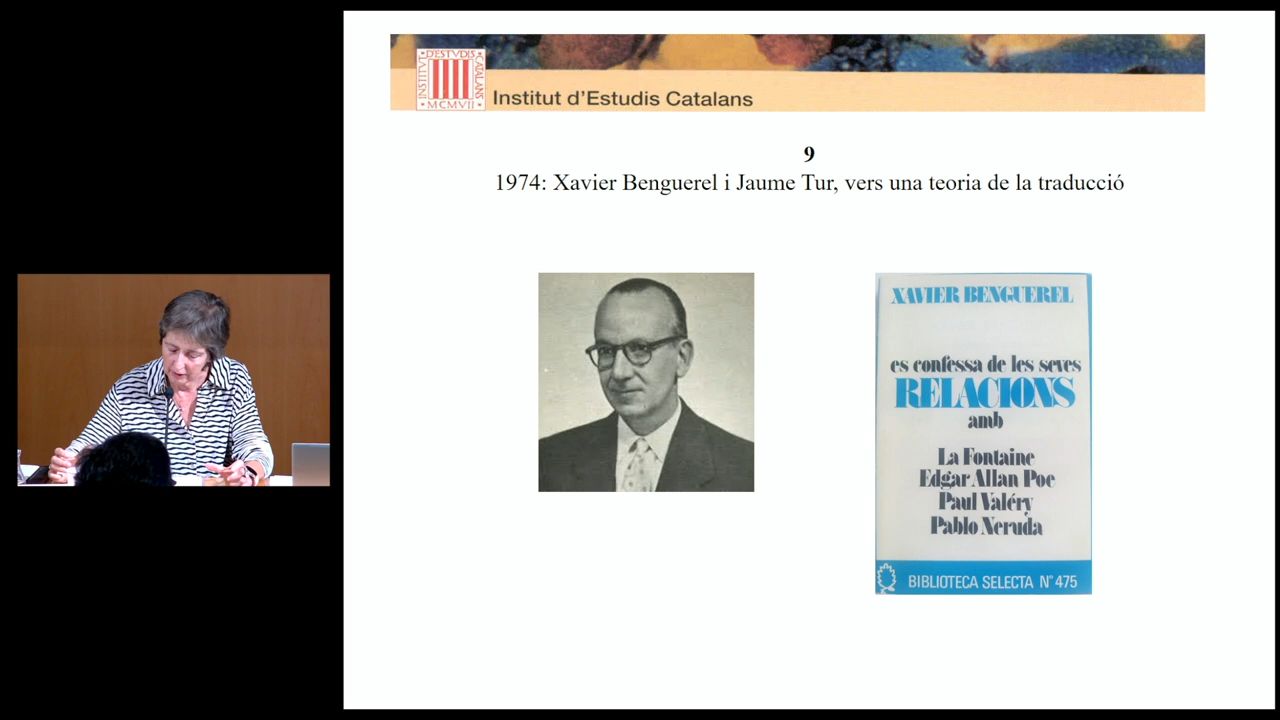 INSTITUT D'ESTVDIS CATALANS
MCMVII
Institut d'Estudis Catalans
9
1974: Xavier Benguerel i Jaume Tur, vers una teoria de la traducció
XAVIER BENGUEREL
es confessa de les seves
RELACIONS
amb
La Fontaine
Edgar Allan Poe
Paul Valéry
Pablo Neruda
BIBLIOTECA SELECTA Nº 475